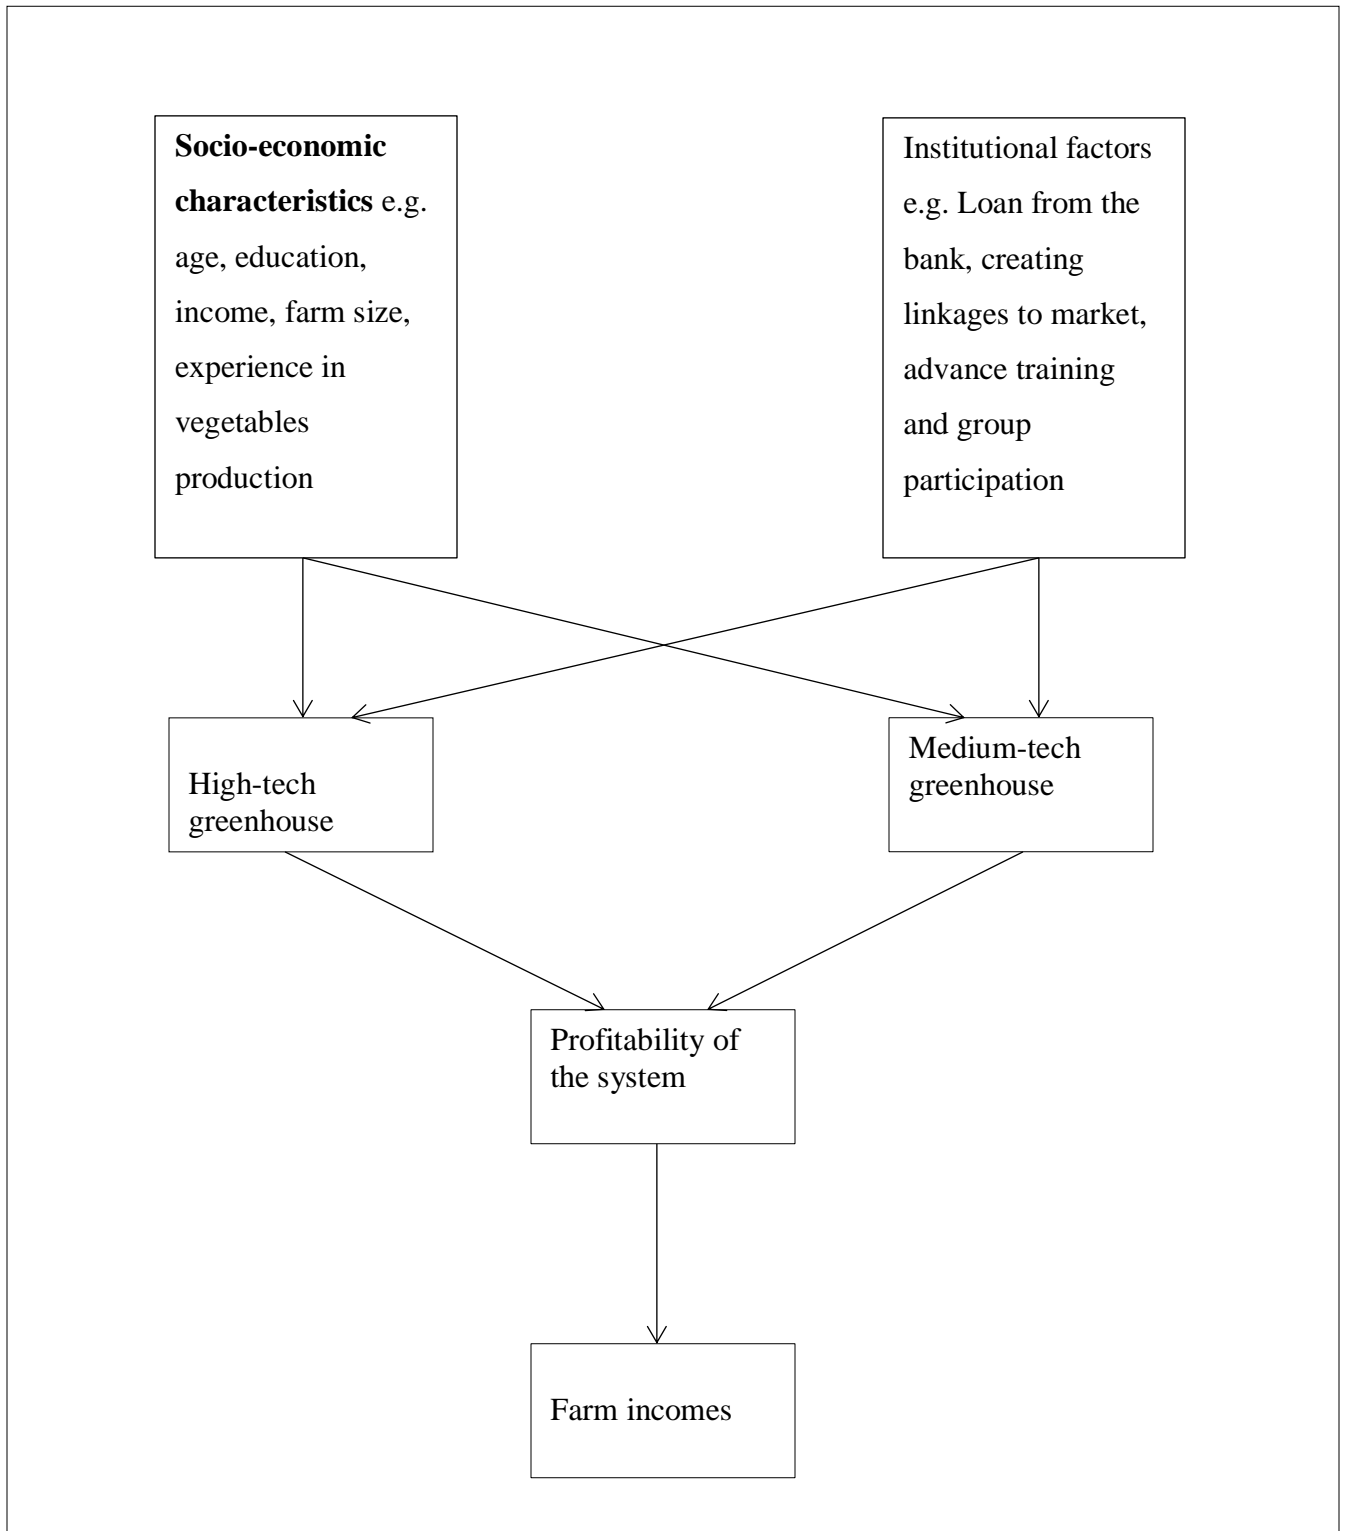 Socio-economic
characteristics e.g.
age, education,
income, farm size,
experience in
vegetables
production
Institutional factors
e.g. Loan from the
bank, creating
linkages to market,
advance training
and group
participation
High-tech
greenhouse
Medium-tech
greenhouse
Profitability of
the system
Farm incomes